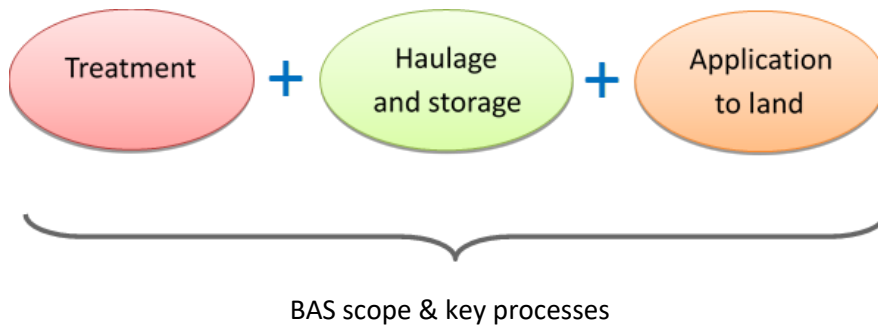 Treatment
+
Haulage
and storage
+
Application
to land
BAS scope & key processes